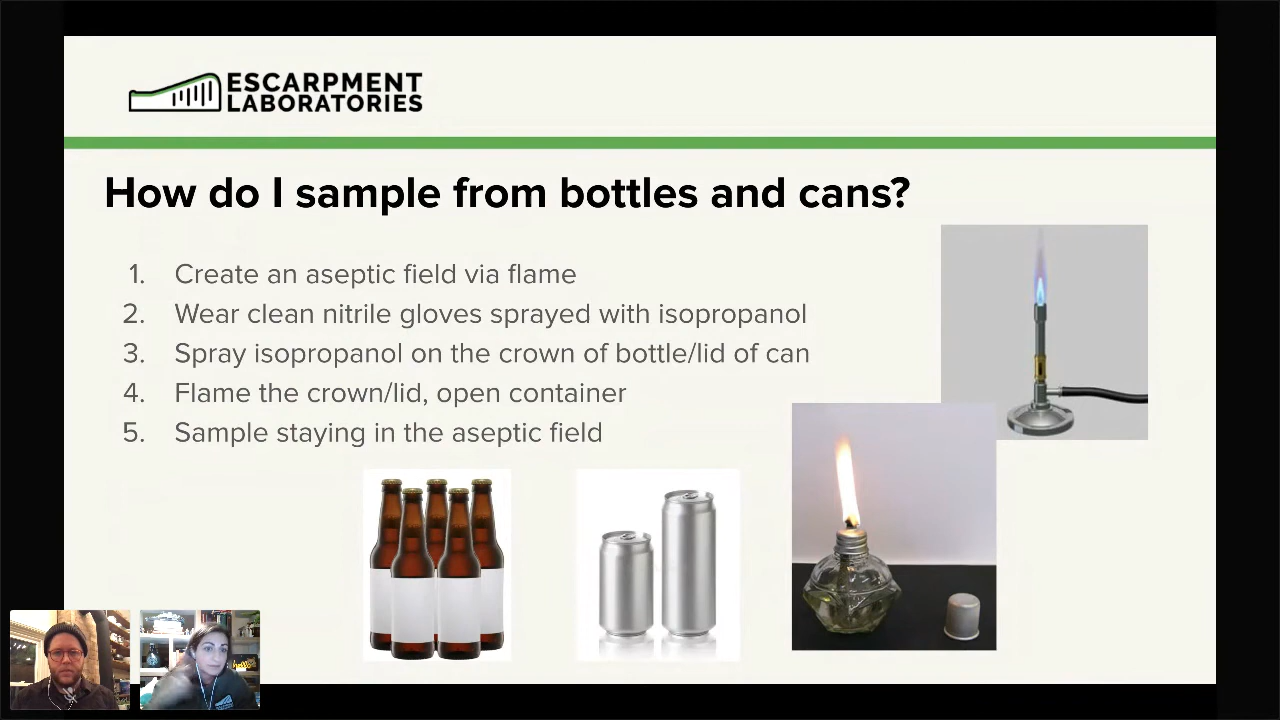 ESCARPMENT
LABORATORIES
How do I sample from bottles and cans?
1. Create an aseptic field via flame
2. Wear clean nitrile gloves sprayed with isopropanol
3. Spray isopropanol on the crown of bottle/lid of can
4. Flame the crown/lid, open container
5. Sample staying in the aseptic field